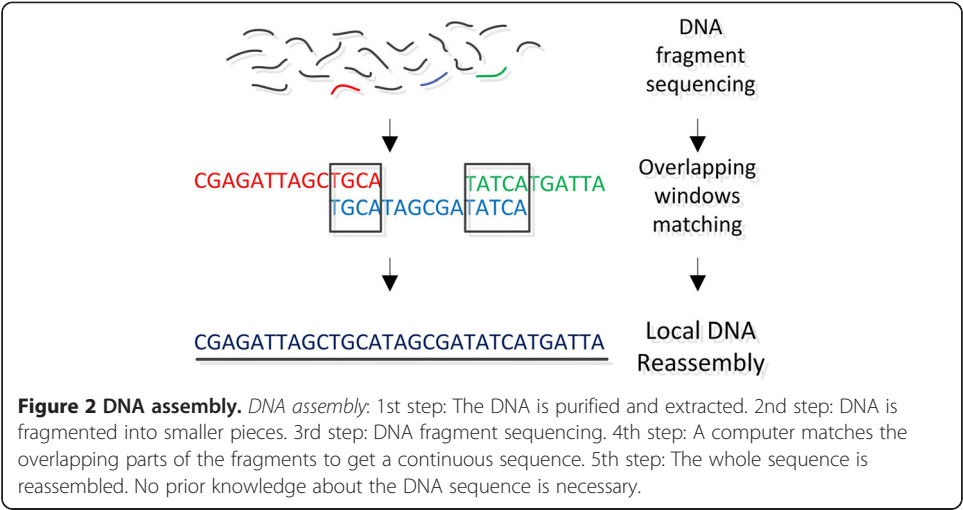 DNA
fragment
sequencing
CGAGATTAGCTGCA
TATCATGATTA
TGCATAGCGATATCA
Overlapping
windows
matching
CGAGATTAGCTGCATAGCGATATCATGATTA
Local DNA
Reassembly
Figure 2 DNA assembly. DNA assembly: 1st step: The DNA is purified and extracted. 2nd step: DNA is
fragmented into smaller pieces. 3rd step: DNA fragment sequencing. 4th step: A computer matches the
overlapping parts of the fragments to get a continuous sequence. 5th step: The whole sequence is
reassembled. No prior knowledge about the DNA sequence is necessary.